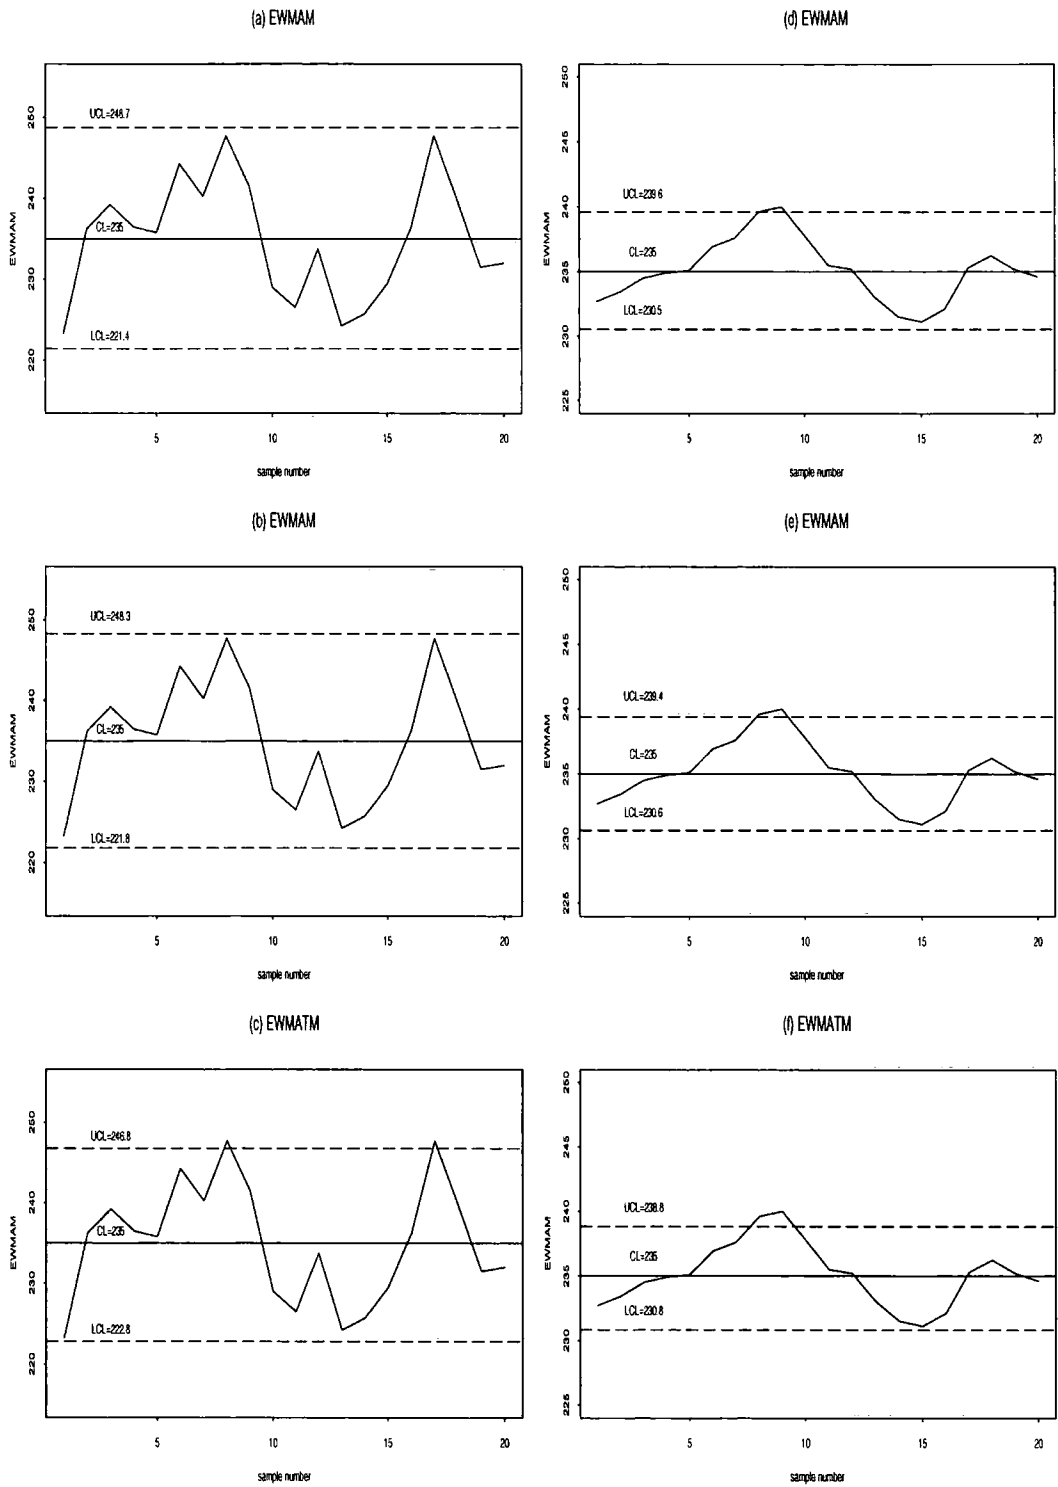 (a) EWMAM
EWMAM
250
240
230
220
UCL=248.7
CL=235
LCL=221.4
5 10 15 20
sample number
(d) EWMAM
EWMAM
250
245
240
235
230
225
UCL=239.6
CL=235
LCL=230.5
5 10 15 20
sample number
(b) EWMAM
EWMAM
250
240
230
220
UCL=248.3
CL=235
LCL=221.8
5 10 15 20
sample number
(e) EWMAM
EWMAM
250
245
240
235
230
225
UCL=239.4
CL=235
LCL=230.6
5 10 15 20
sample number
(c) EWMATM
EWMAM
250
240
230
220
UCL=246.8
CL=235
LCL=222.8
5 10 15 20
sample number
(f) EWMATM
EWMAM
250
245
240
235
230
225
UCL=238.8
CL=235
LCL=230.8
5 10 15 20
sample number